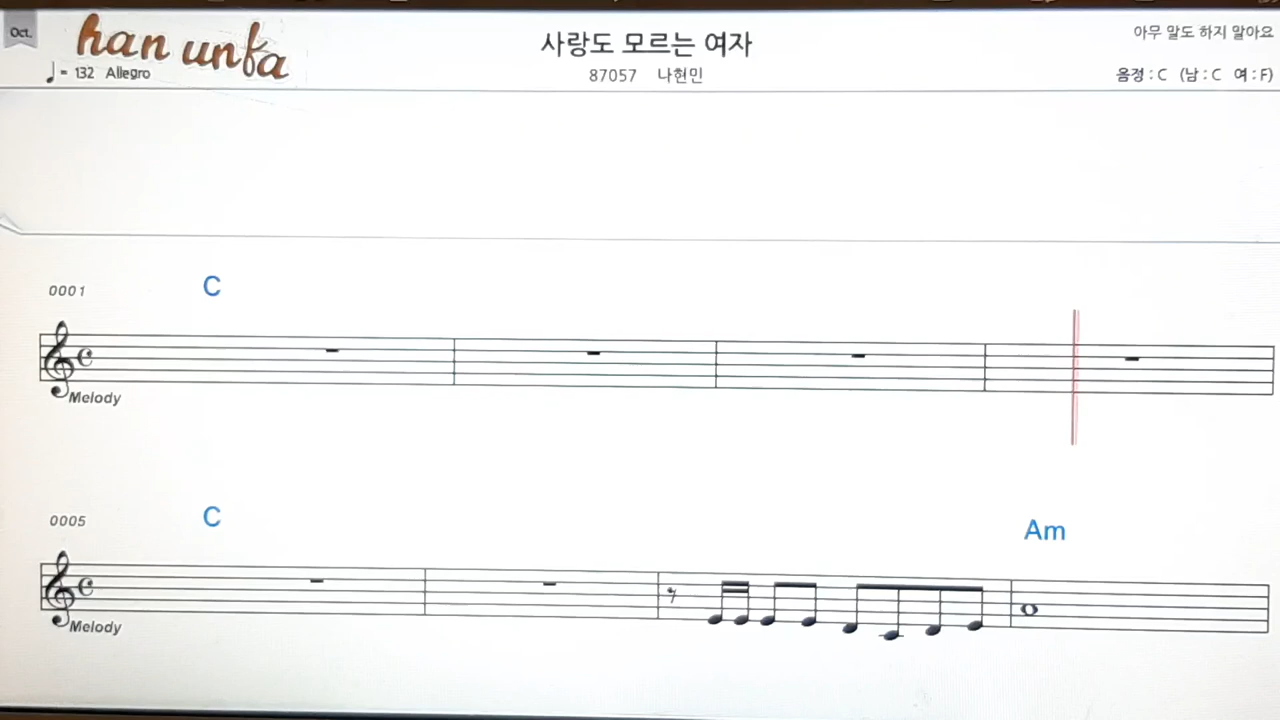 Oct.
han unfa
사랑도 모르는 여자
아무 말도 하지 말아요
♩= 132 Allegro
87057 나현민
음정 : C (남 : C 여 : F)
0001
C
Melody
0005
C
Am
Melody